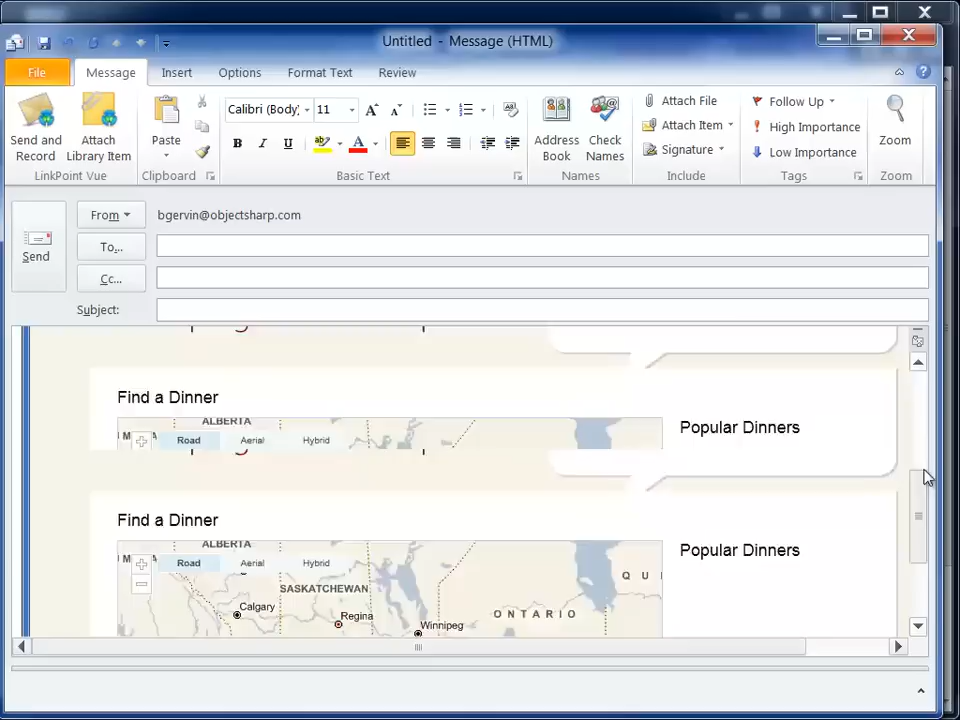 Untitled - Message (HTML)
File Message Insert Options Format Text Review
Send and Record
Attach Library Item
LinkPoint Vue
Paste
Clipboard
Calibri (Body) 11
B I U
A
Basic Text
Address Book
Check Names
Names
Attach File
Attach Item
Signature
Include
Follow Up
High Importance
Low Importance
Tags
Zoom
Zoom
Send
From bgervin@objectsharp.com
To...
Cc...
Subject:
Find a Dinner
ALBERTA
Road Aerial Hybrid
Popular Dinners
Find a Dinner
Popular Dinners
ALBERTA
Road Aerial Hybrid
QU
SASKATCHEWAN
Calgary
Regina
ONTARIO
Winnipeg